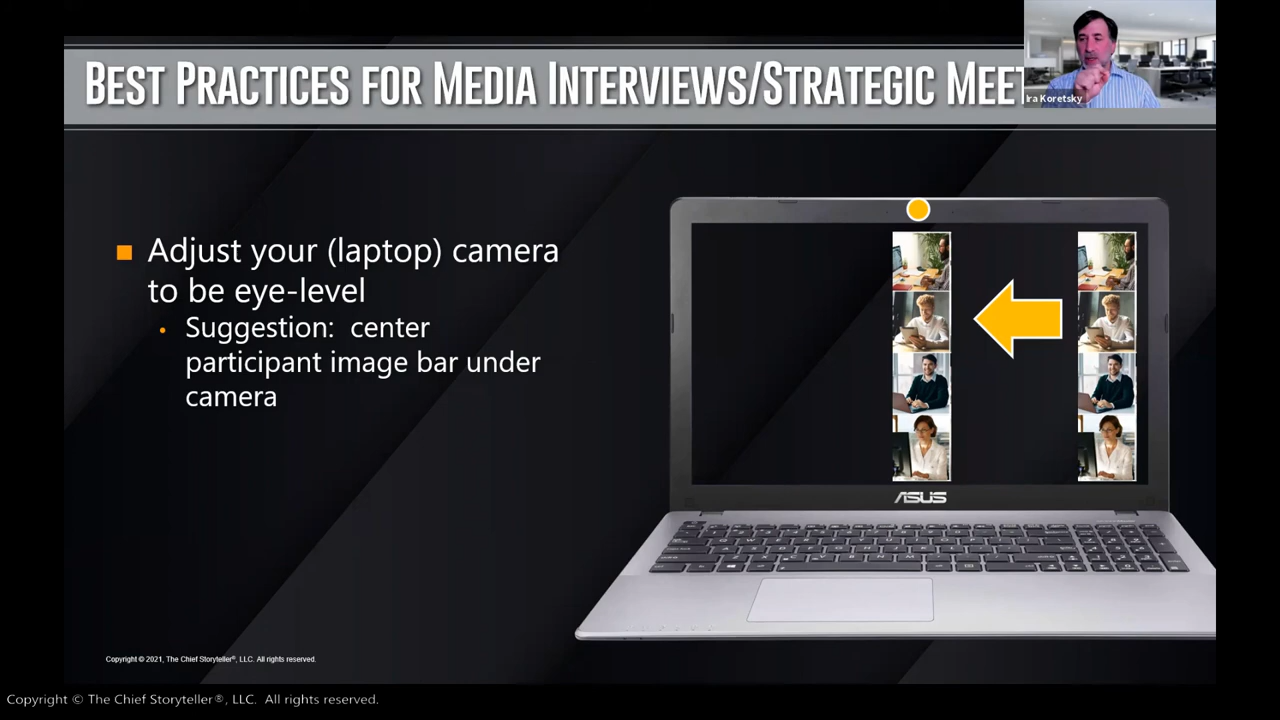 BEST PRACTICES FOR MEDIA INTERVIEWS/STRATEGIC MEET
Ira Koretsky
■ Adjust your (laptop) camera
to be eye-level
• Suggestion:  center
participant image bar under
camera
ASUS
Copyright © 2021, The Chief Storyteller®, LLC. All rights reserved.
Copyright © The Chief Storyteller®, LLC.  All rights reserved.